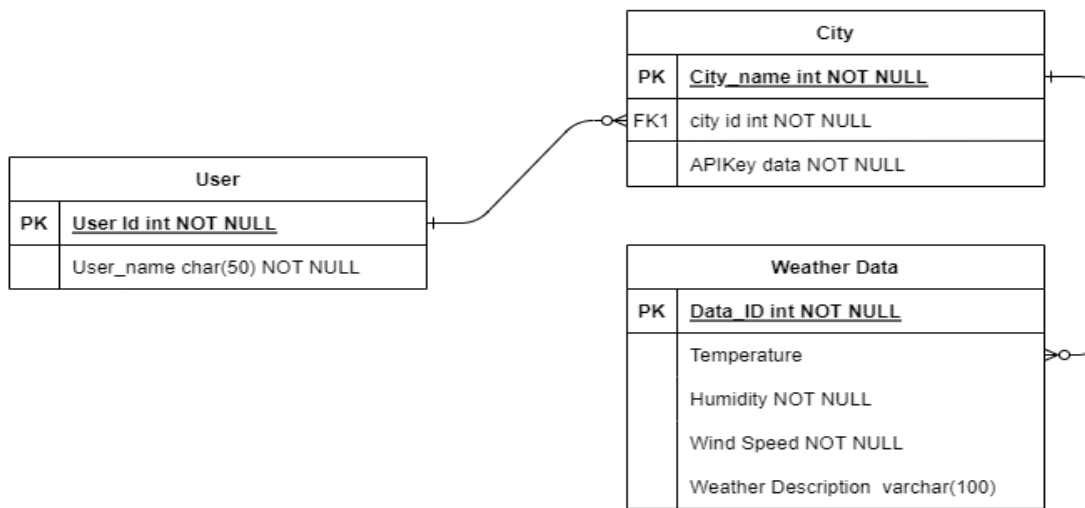 City
PK City_name int NOT NULL
FK1 city id int NOT NULL
APIKey data NOT NULL
User
PK User Id int NOT NULL
User_name char(50) NOT NULL
Weather Data
PK Data_ID int NOT NULL
Temperature
Humidity NOT NULL
Wind Speed NOT NULL
Weather Description varchar(100)